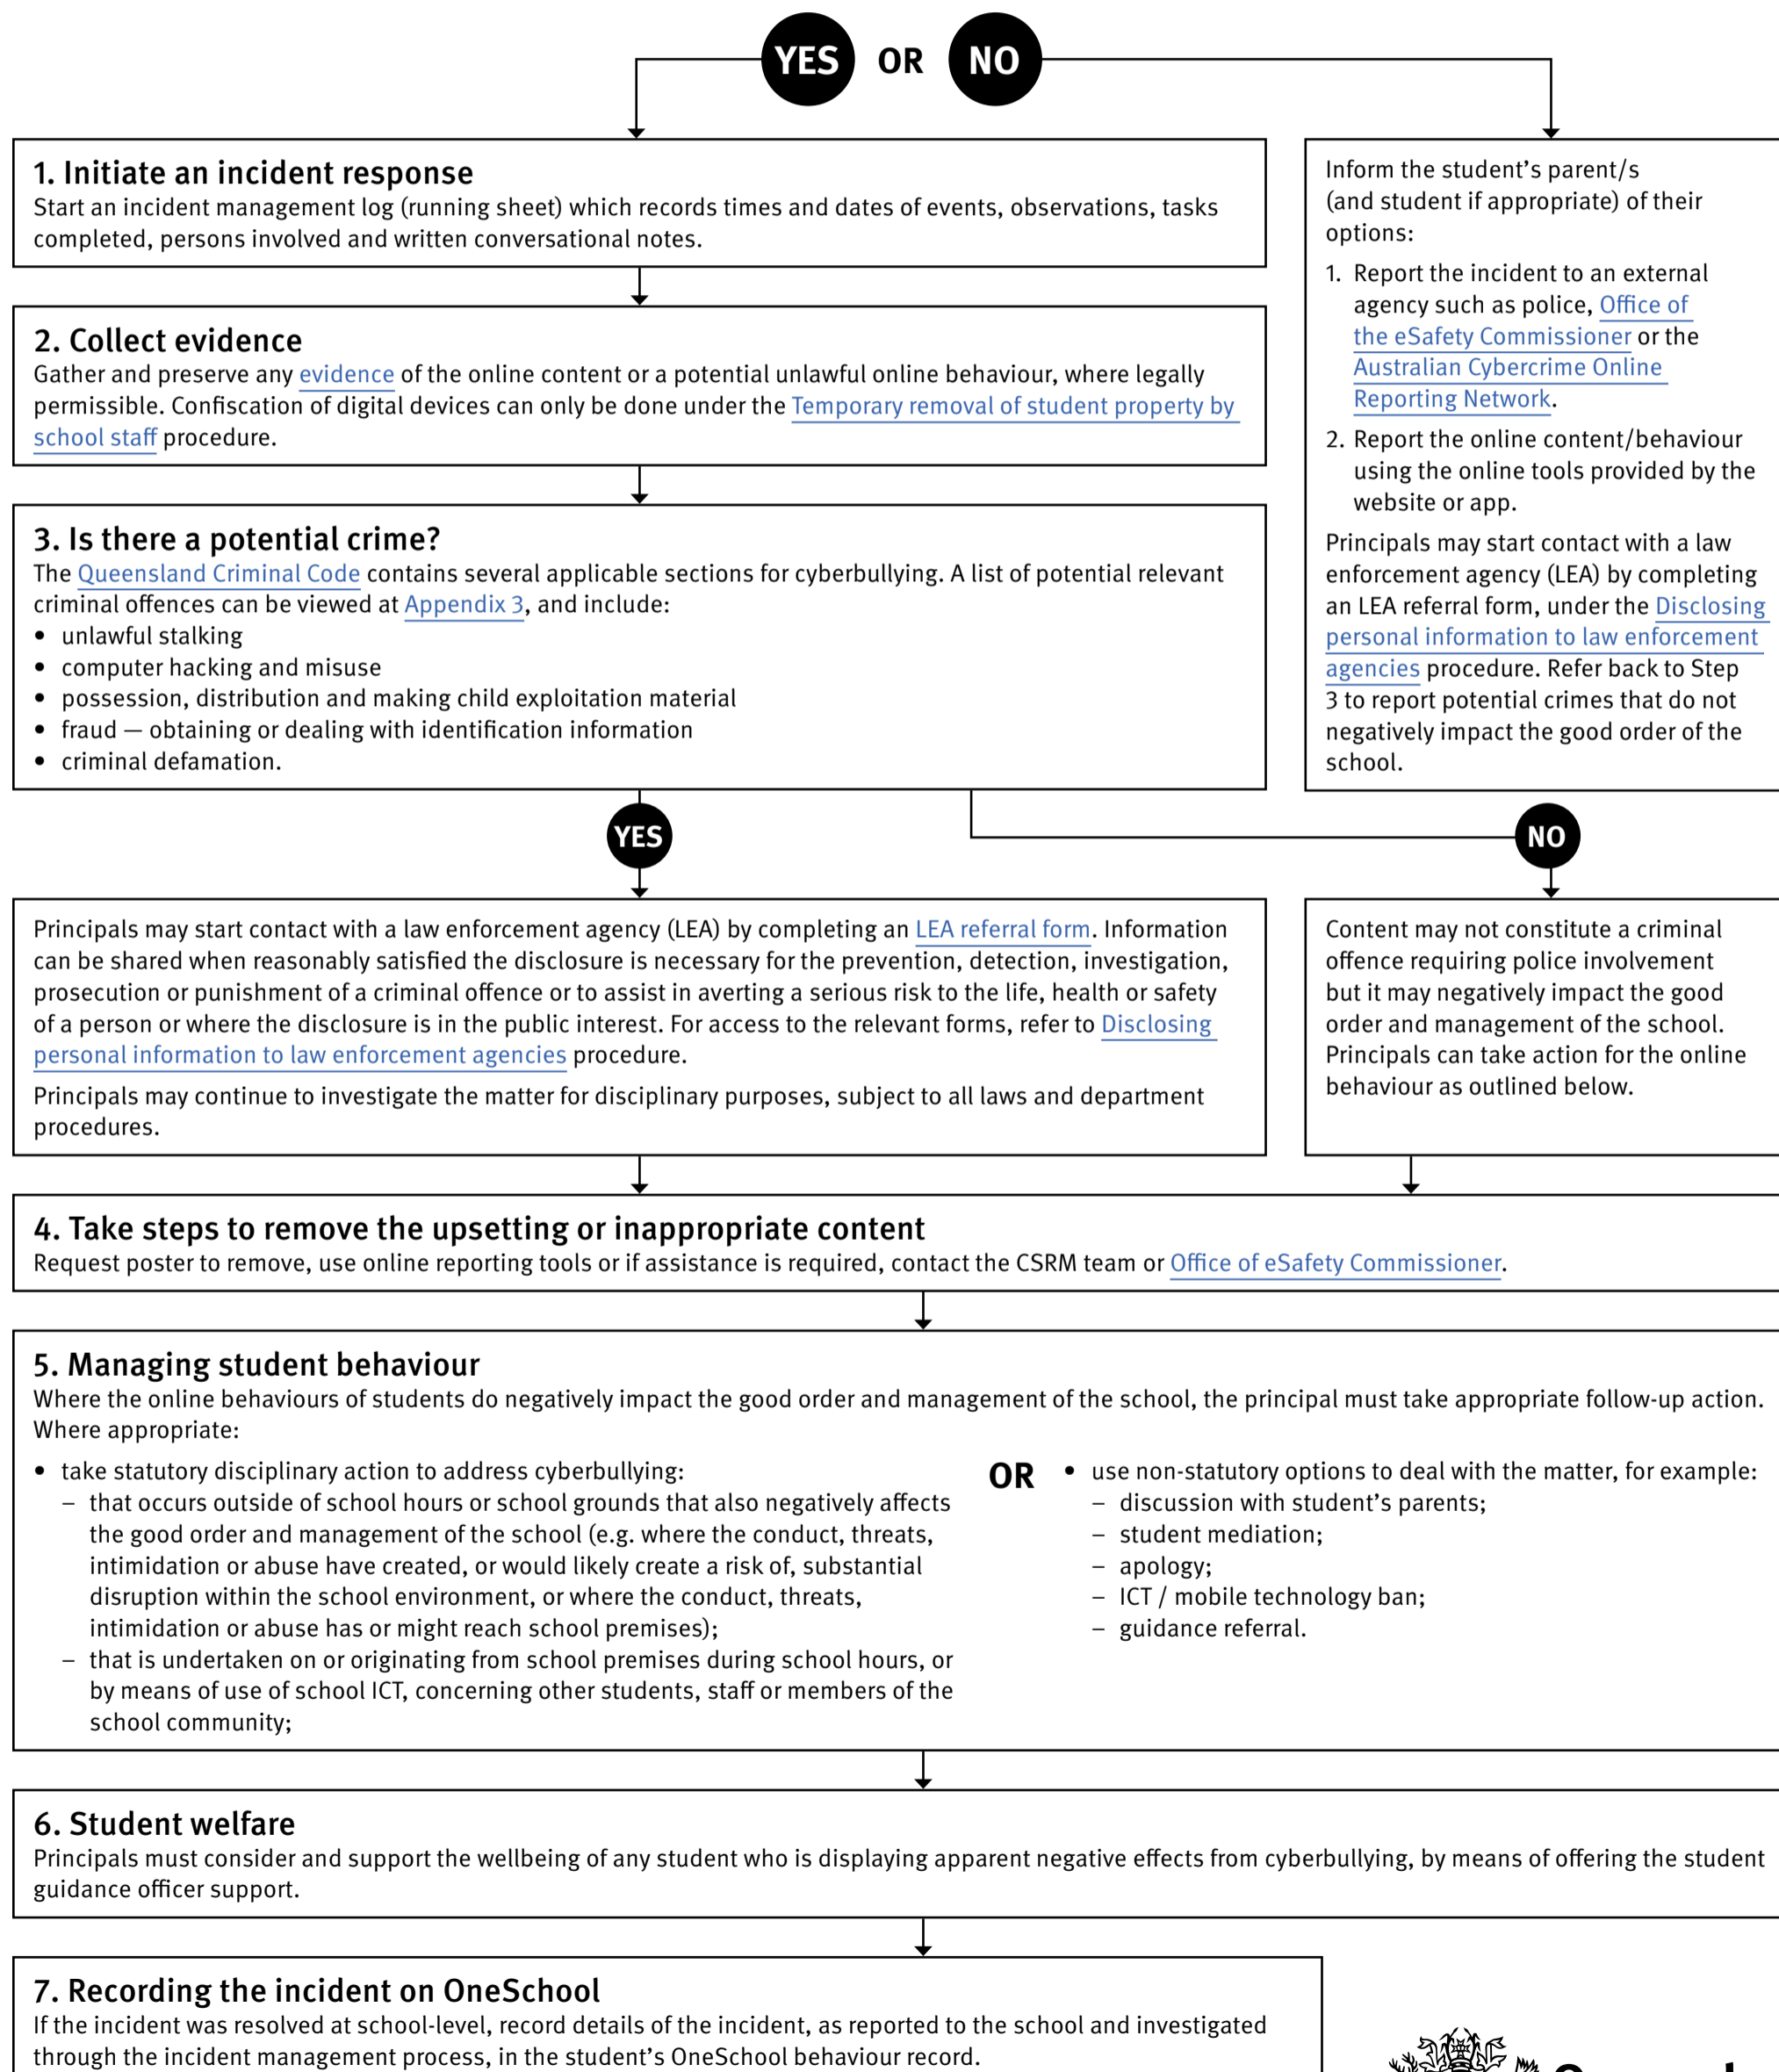 YES OR NO
1. Initiate an incident response
Start an incident management log (running sheet) which records times and dates of events, observations, tasks
completed, persons involved and written conversational notes.
2. Collect evidence
Gather and preserve any evidence of the online content or a potential unlawful online behaviour, where legally
permissible. Confiscation of digital devices can only be done under the Temporary removal of student property by
school staff procedure.
3. Is there a potential crime?
The Queensland Criminal Code contains several applicable sections for cyberbullying. A list of potential relevant
criminal offences can be viewed at Appendix 3, and include:
• unlawful stalking
• computer hacking and misuse
• possession, distribution and making child exploitation material
• fraud — obtaining or dealing with identification information
• criminal defamation.
Inform the student's parent/s
(and student if appropriate) of their
options:
1. Report the incident to an external
agency such as police, Office of
the eSafety Commissioner or the
Australian Cybercrime Online
Reporting Network.
2. Report the online content/behaviour
using the online tools provided by the
website or app.
Principals may start contact with a law
enforcement agency (LEA) by completing
an LEA referral form, under the Disclosing
personal information to law enforcement
agencies procedure. Refer back to Step
3 to report potential crimes that do not
negatively impact the good order of the
school.
YES
NO
Principals may start contact with a law enforcement agency (LEA) by completing an LEA referral form. Information
can be shared when reasonably satisfied the disclosure is necessary for the prevention, detection, investigation,
prosecution or punishment of a criminal offence or to assist in averting a serious risk to the life, health or safety
of a person or where the disclosure is in the public interest. For access to the relevant forms, refer to Disclosing
personal information to law enforcement agencies procedure.
Principals may continue to investigate the matter for disciplinary purposes, subject to all laws and department
procedures.
Content may not constitute a criminal
offence requiring police involvement
but it may negatively impact the good
order and management of the school.
Principals can take action for the online
behaviour as outlined below.
4. Take steps to remove the upsetting or inappropriate content
Request poster to remove, use online reporting tools or if assistance is required, contact the CSRM team or Office of eSafety Commissioner.
5. Managing student behaviour
Where the online behaviours of students do negatively impact the good order and management of the school, the principal must take appropriate follow-up action.
Where appropriate:
• take statutory disciplinary action to address cyberbullying:
– that occurs outside of school hours or school grounds that also negatively affects
the good order and management of the school (e.g. where the conduct, threats,
intimidation or abuse have created, or would likely create a risk of, substantial
disruption within the school environment, or where the conduct, threats,
intimidation or abuse has or might reach school premises);
– that is undertaken on or originating from school premises during school hours, or
by means of use of school ICT, concerning other students, staff or members of the
school community;
OR
• use non-statutory options to deal with the matter, for example:
– discussion with student's parents;
– student mediation;
– apology;
– ICT / mobile technology ban;
– guidance referral.
6. Student welfare
Principals must consider and support the wellbeing of any student who is displaying apparent negative effects from cyberbullying, by means of offering the student
guidance officer support.
7. Recording the incident on OneSchool
If the incident was resolved at school-level, record details of the incident, as reported to the school and investigated
through the incident management process, in the student's OneSchool behaviour record.